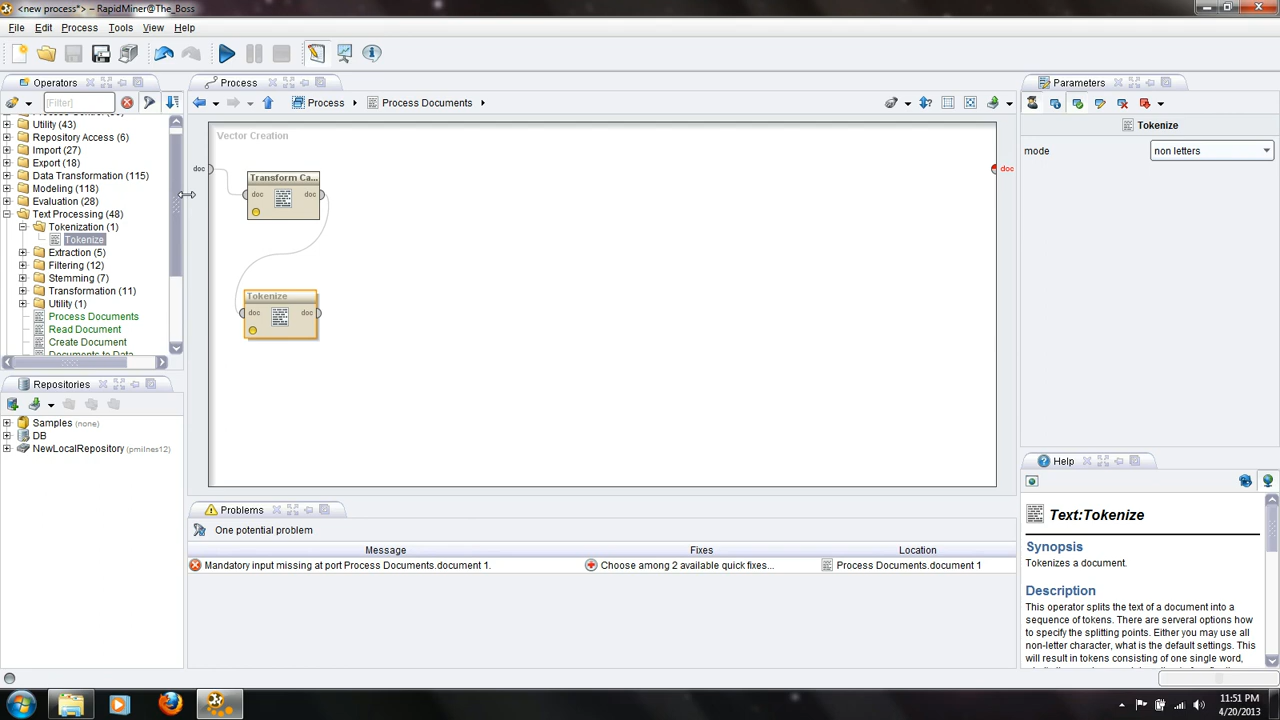 <new process*> – RapidMiner@The_Boss
File Edit Process Tools View Help
Operators
[Filter]
Utility (43)
Repository Access (6)
Import (27)
Export (18)
Data Transformation (115)
Modeling (118)
Evaluation (28)
Text Processing (48)
Tokenization (1)
Tokenize
Extraction (5)
Filtering (12)
Stemming (7)
Transformation (11)
Utility (1)
Process Documents
Read Document
Create Document
Documents to Data
Repositories
Samples (none)
DB
NewLocalRepository (pmilnes12)
Process
Process Process Documents
Vector Creation
doc
doc
Transform Ca...
doc doc
Tokenize
doc doc
Problems
One potential problem
Message Fixes Location
Mandatory input missing at port Process Documents.document 1. Choose among 2 available quick fixes... Process Documents.document 1
Parameters
Tokenize
mode non letters
Help
Text:Tokenize
Synopsis
Tokenizes a document.
Description
This operator splits the text of a document into a
sequence of tokens. There are serveral options how
to specify the splitting points. Either you may use all
non-letter character, what is the default settings. This
will result in tokens consisting of one single word,
11:51 PM
4/20/2013